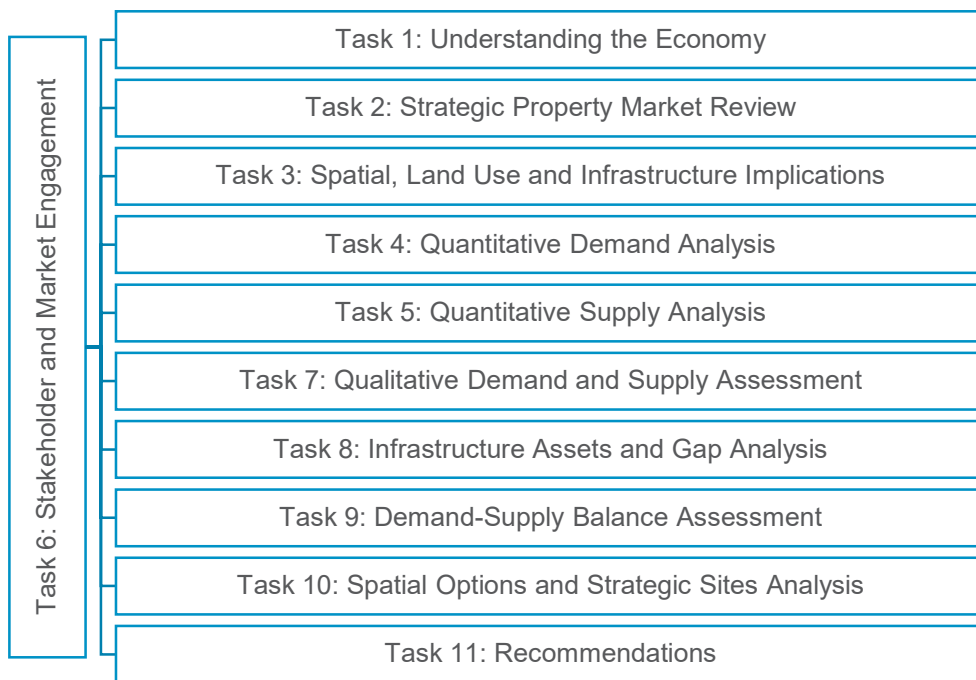 Task 6: Stakeholder and Market Engagement
Task 1: Understanding the Economy
Task 2: Strategic Property Market Review
Task 3: Spatial, Land Use and Infrastructure Implications
Task 4: Quantitative Demand Analysis
Task 5: Quantitative Supply Analysis
Task 7: Qualitative Demand and Supply Assessment
Task 8: Infrastructure Assets and Gap Analysis
Task 9: Demand-Supply Balance Assessment
Task 10: Spatial Options and Strategic Sites Analysis
Task 11: Recommendations